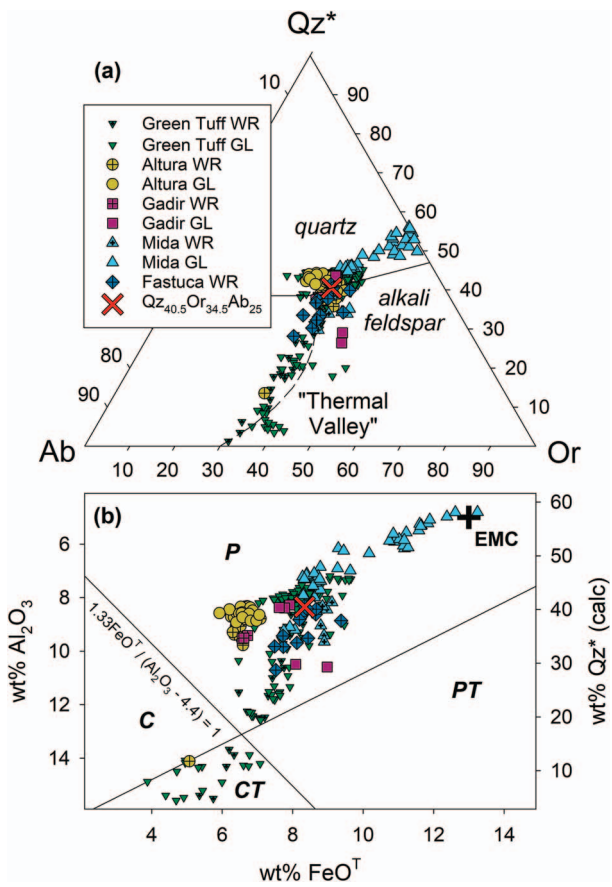 Qz*
(a)
10
90
80
70
60
50
40
30
20
10
Green Tuff WR
Green Tuff GL
Altura WR
Altura GL
Gadir WR
Gadir GL
Mida WR
Mida GL
Fastuca WR
Qz40.5Or34.5Ab25
quartz
alkali
feldspar
"Thermal
Valley"
80
90
Ab
Or
10 20 30 40 50 60 70 80 90
(b)
P
EMC
C
CT
PT
1.33FeOᵀ / (Al2O3 - 4.4) = 1
wt% Al2O3
6
8
10
12
14
wt% Qz* (calc)
60
50
40
30
20
10
4 6 8 10 12 14
wt% FeOᵀ